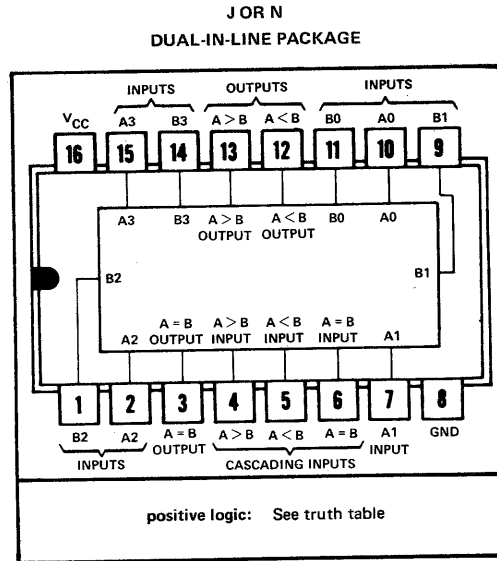 J OR N
DUAL-IN-LINE PACKAGE
INPUTS OUTPUTS INPUTS
VCC A3 B3 A > B A < B B0 A0 B1
16 15 14 13 12 11 10 9
A3 B3 A > B A < B B0 A0
OUTPUT OUTPUT
B2 B1
A = B A > B A < B A = B
A2 OUTPUT INPUT INPUT INPUT A1
1 2 3 4 5 6 7 8
B2 A2 A = B A > B A < B A = B A1 GND
INPUTS OUTPUT CASCADING INPUTS INPUT
positive logic: See truth table